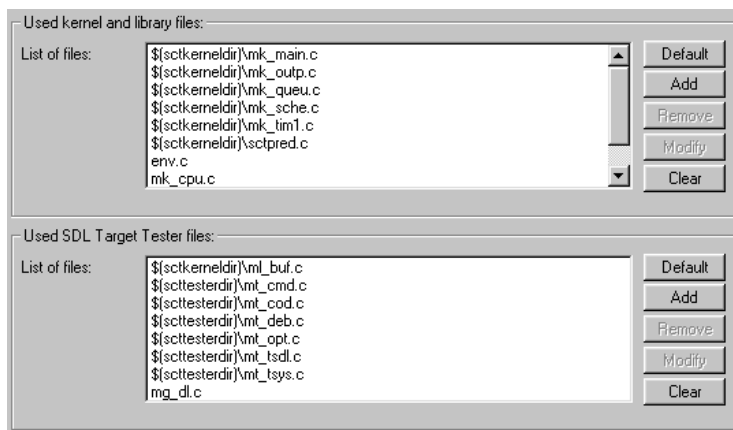 Used kernel and library files:
List of files:
$(sctkerneldir)\mk_main.c
$(sctkerneldir)\mk_outp.c
$(sctkerneldir)\mk_queu.c
$(sctkerneldir)\mk_sche.c
$(sctkerneldir)\mk_tim1.c
$(sctkerneldir)\sctpred.c
env.c
mk_cpu.c
Default
Add
Remove
Modify
Clear
Used SDL Target Tester files:
List of files:
$(sctkerneldir)\ml_buf.c
$(scttesterdir)\mt_cmd.c
$(scttesterdir)\mt_cod.c
$(scttesterdir)\mt_deb.c
$(scttesterdir)\mt_opt.c
$(scttesterdir)\mt_tsdl.c
$(scttesterdir)\mt_tsys.c
mg_dl.c
Default
Add
Remove
Modify
Clear